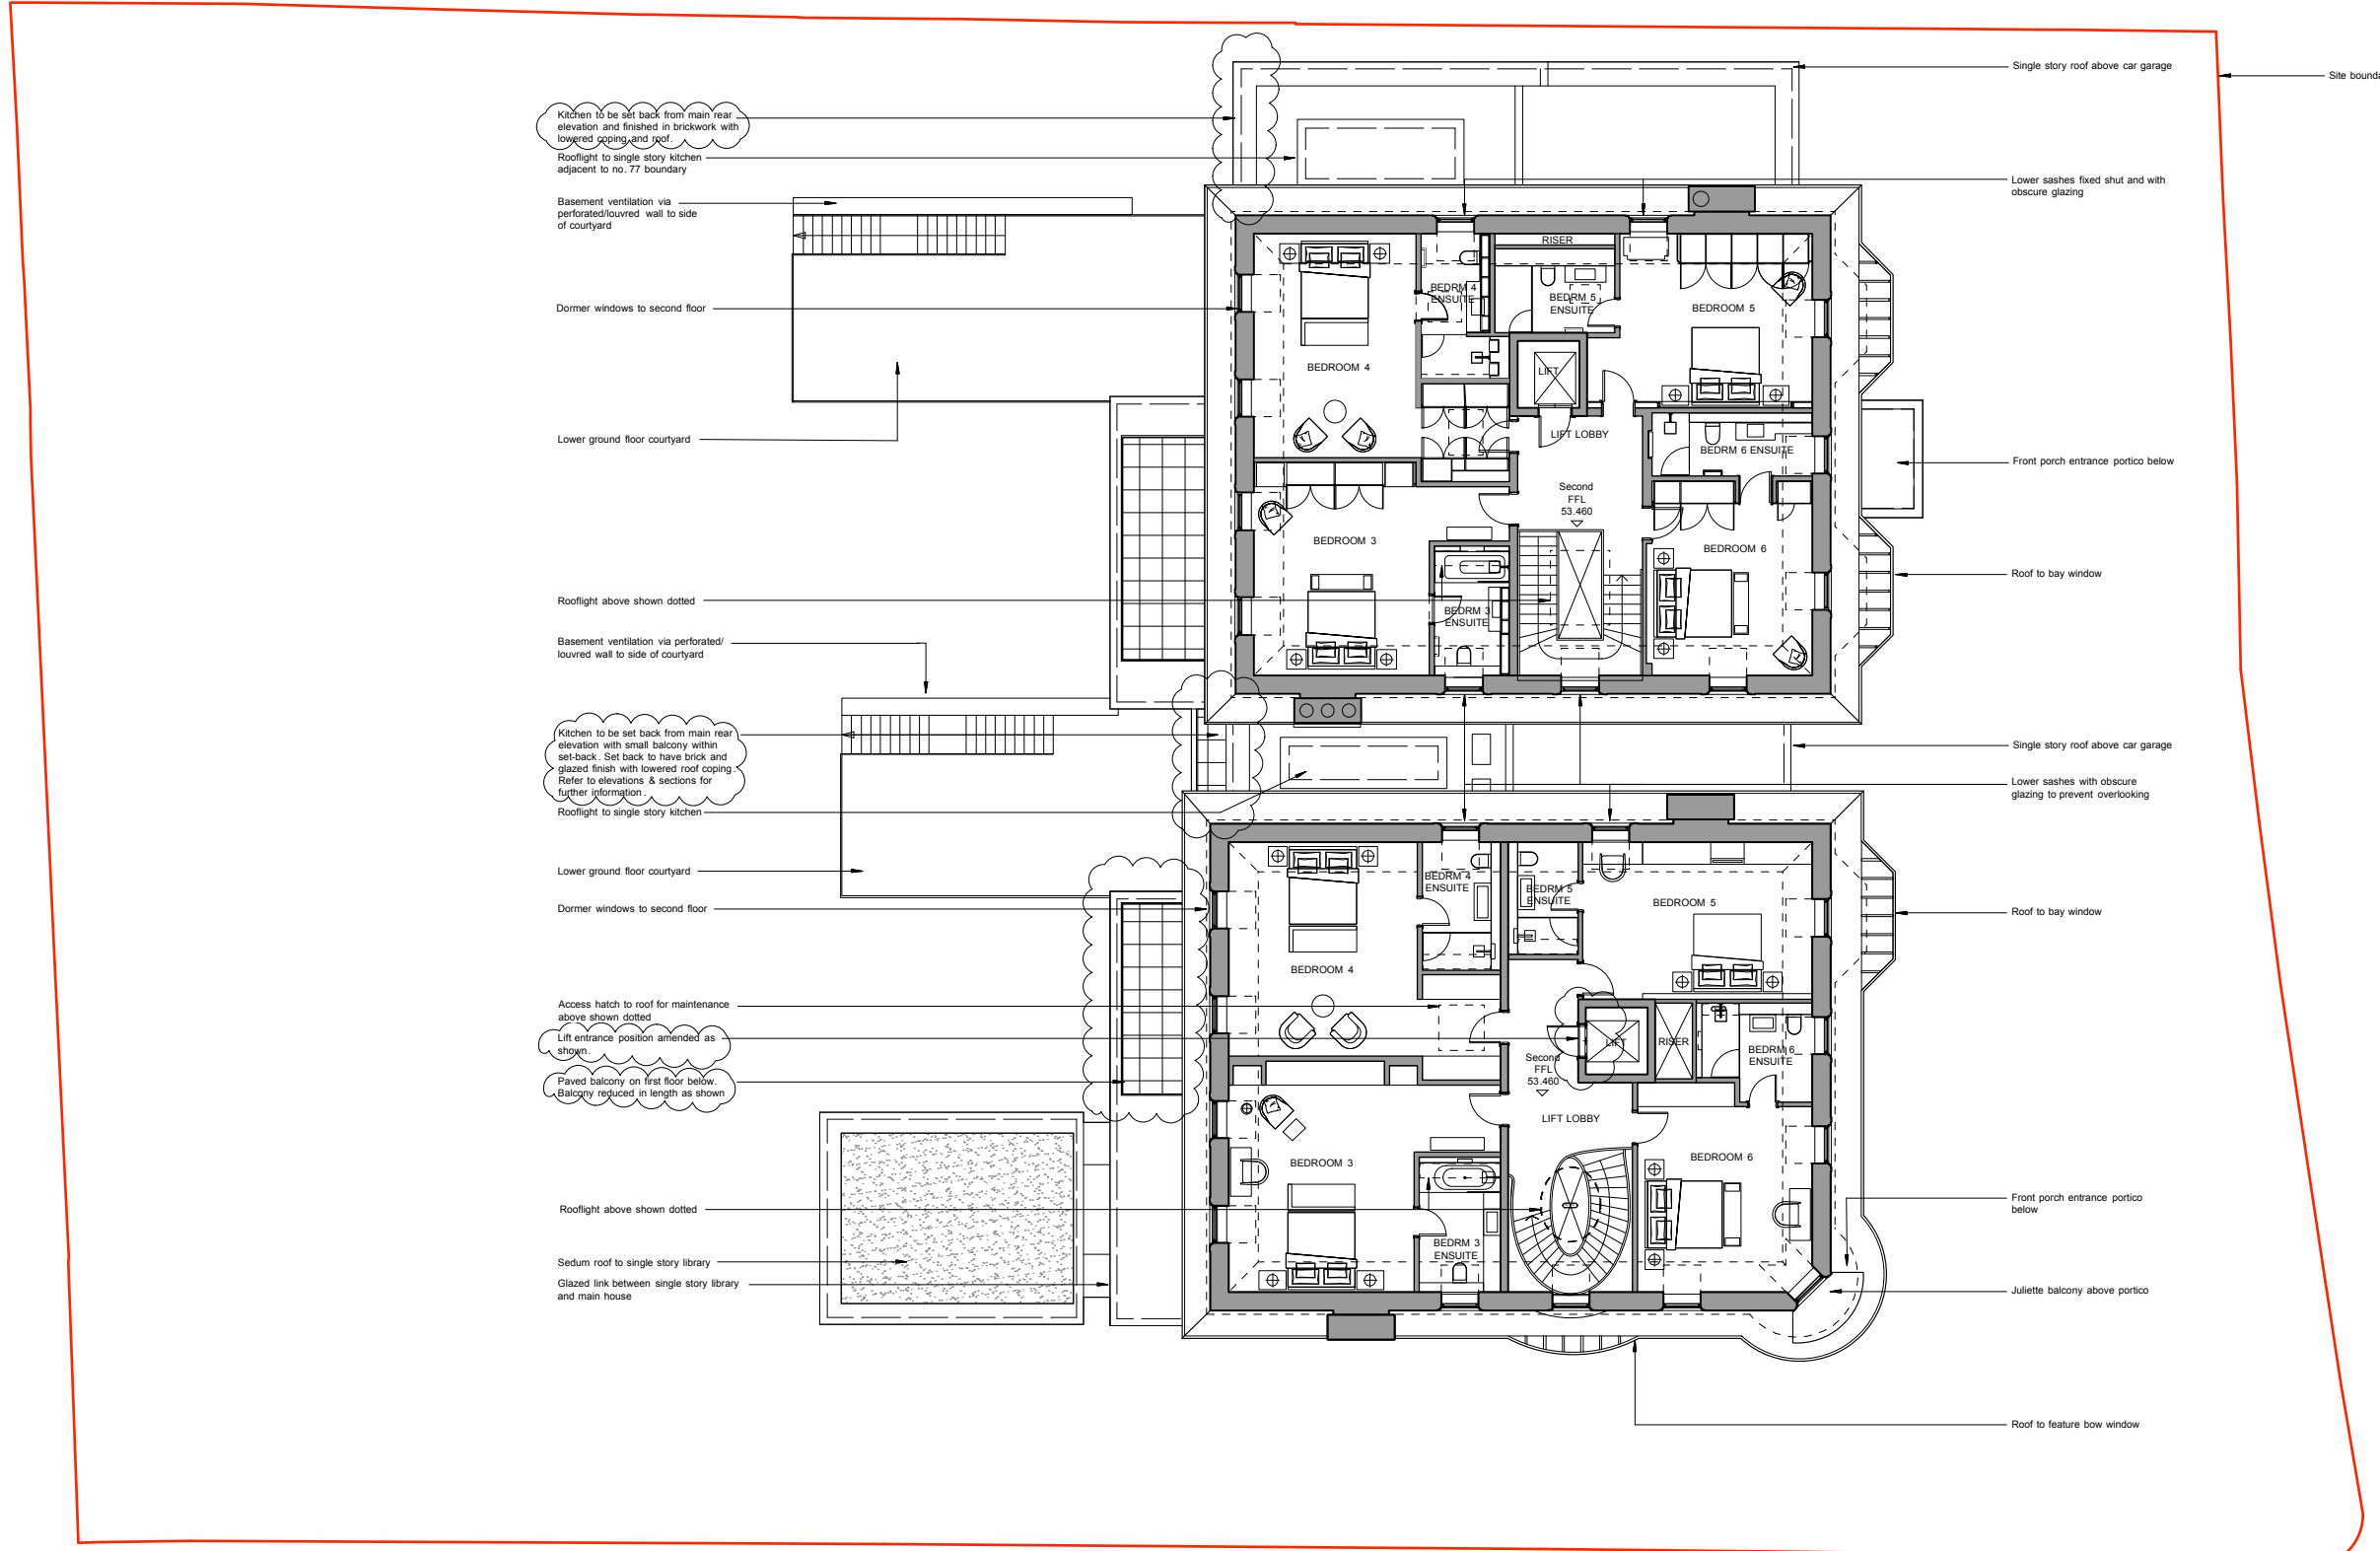 Kitchen to be set back from main rear
elevation and finished in brickwork with
lowered coping and roof.
Rooflight to single story kitchen
adjacent to no. 77 boundary
Basement ventilation via
perforated/louvred wall to side
of courtyard
Dormer windows to second floor
Lower ground floor courtyard
Rooflight above shown dotted
Basement ventilation via perforated/
louvred wall to side of courtyard
Kitchen to be set back from main rear
elevation with small balcony within
set-back. Set back to have brick and
glazed finish with lowered roof coping.
Refer to elevations & sections for
further information.
Rooflight to single story kitchen
Lower ground floor courtyard
Dormer windows to second floor
Access hatch to roof for maintenance
above shown dotted
Lift entrance position amended as
shown.
Paved balcony on first floor below.
Balcony reduced in length as shown
Rooflight above shown dotted
Sedum roof to single story library
Glazed link between single story library
and main house
RISER
BEDRM 4
ENSUITE
BEDRM 5
ENSUITE
BEDROOM 5
BEDROOM 4
LIFT
LIFT LOBBY
BEDRM 6 ENSUITE
Second
FFL
53.460
BEDROOM 3
BEDROOM 6
BEDRM 3
ENSUITE
BEDRM 4
ENSUITE
BEDRM 5
ENSUITE
BEDROOM 5
BEDROOM 4
LIFT
RISER
BEDRM 6
ENSUITE
Second
FFL
53.460
LIFT LOBBY
BEDROOM 3
BEDROOM 6
BEDRM 3
ENSUITE
Single story roof above car garage
Site bounda
Lower sashes fixed shut and with
obscure glazing
Front porch entrance portico below
Roof to bay window
Single story roof above car garage
Lower sashes with obscure
glazing to prevent overlooking
Roof to bay window
Front porch entrance portico
below
Juliette balcony above portico
Roof to feature bow window